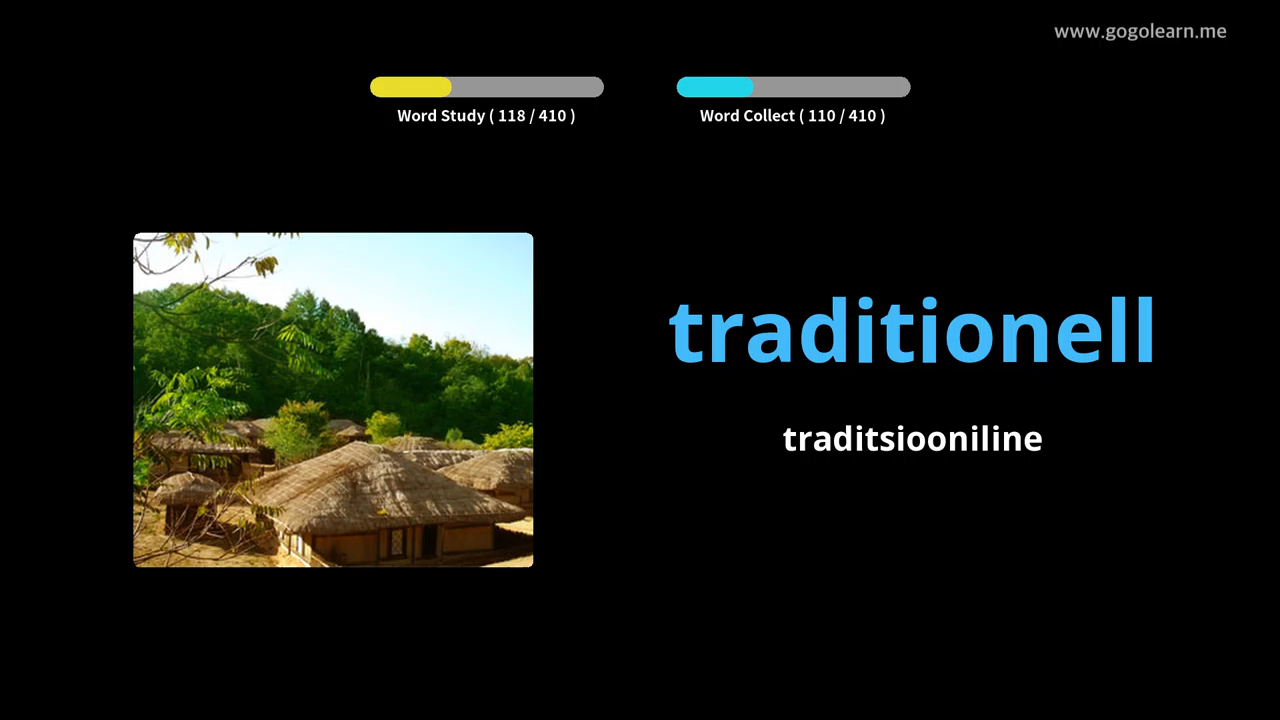 www.gogolearn.me
Word Study ( 118 / 410 )
Word Collect ( 110 / 410 )
traditionell
traditsiooniline